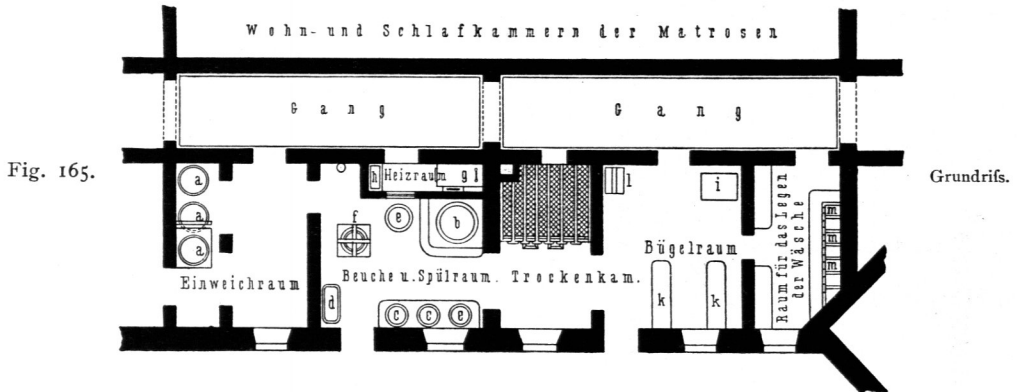 Wohn- und Schlafkammern der Matrosen
Gang Gang
Fig. 165.
Grundriſs.
a
h Heizraum g l
l
i
a
e
b
f
m
a
Bügelraum
m
Einweichraum
Beuche u. Spülraum. Trockenkam.
Raum für das Legen
der Wäsche
m
d
c c e
k k